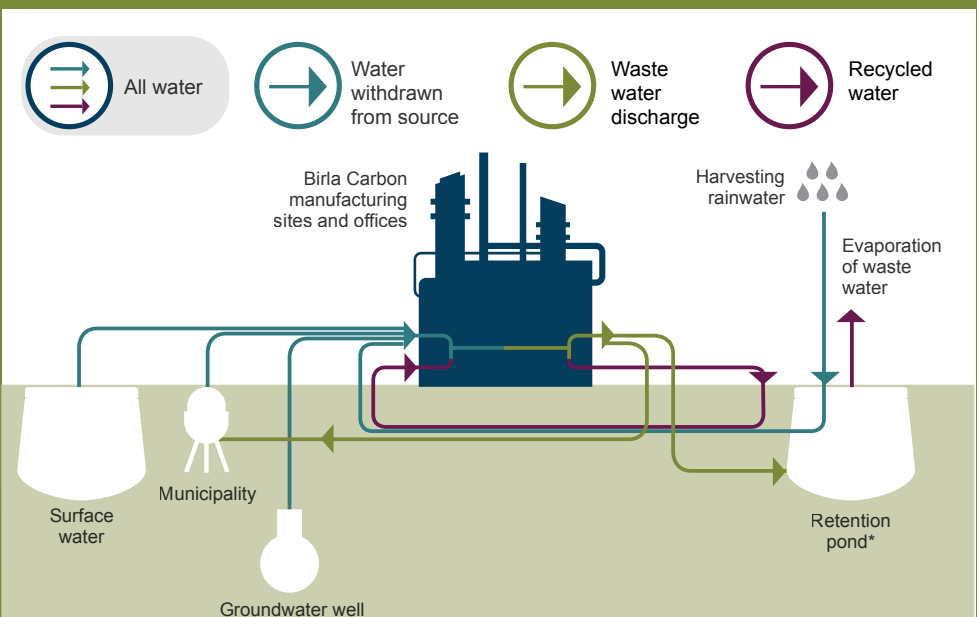 All water
Water
withdrawn
from source
Waste
water
discharge
Recycled
water
Birla Carbon
manufacturing
sites and offices
Harvesting
rainwater
Evaporation
of waste
water
Surface
water
Municipality
Groundwater well
Retention
pond*